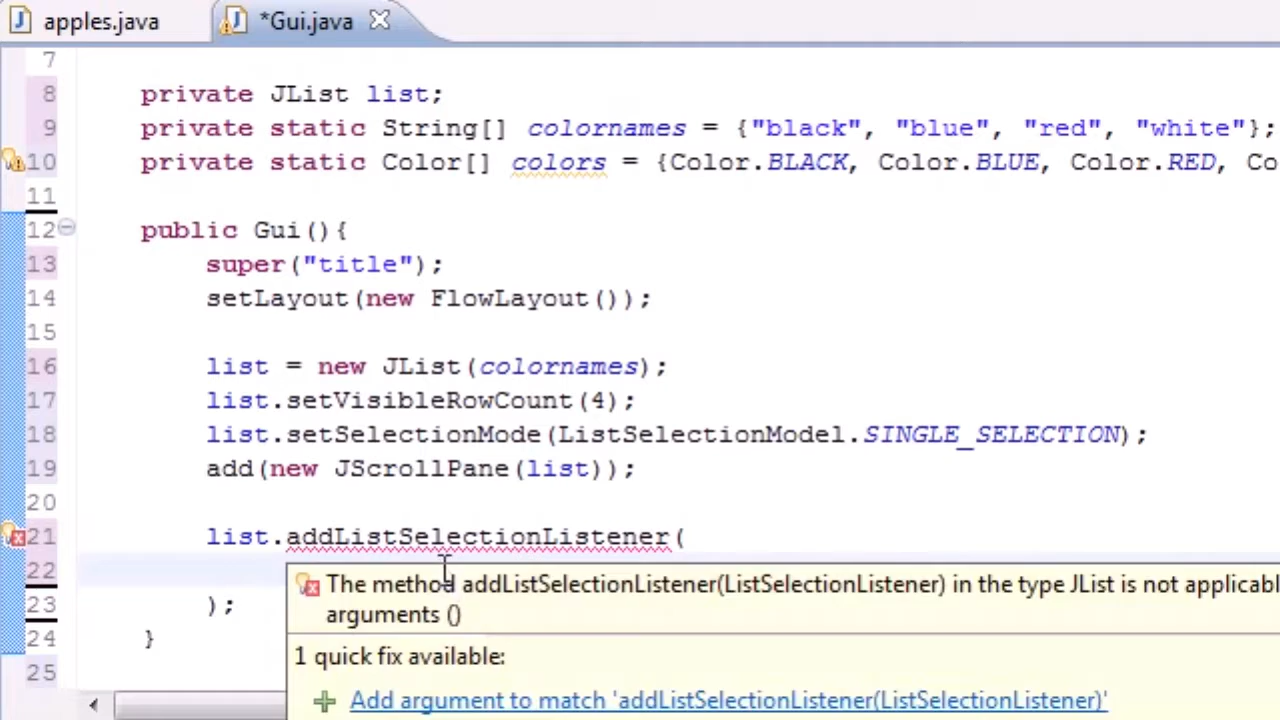 apples.java *Gui.java
7
8 private JList list;
9 private static String[] colornames = {"black", "blue", "red", "white"};
10 private static Color[] colors = {Color.BLACK, Color.BLUE, Color.RED, Co
11
12 public Gui(){
13 super("title");
14 setLayout(new FlowLayout());
15
16 list = new JList(colornames);
17 list.setVisibleRowCount(4);
18 list.setSelectionMode(ListSelectionModel.SINGLE_SELECTION);
19 add(new JScrollPane(list));
20
21 list.addListSelectionListener(
22
The method addListSelectionListener(ListSelectionListener) in the type JList is not applicabl
23 );
arguments ()
24 }
1 quick fix available:
25
Add argument to match 'addListSelectionListener(ListSelectionListener)'